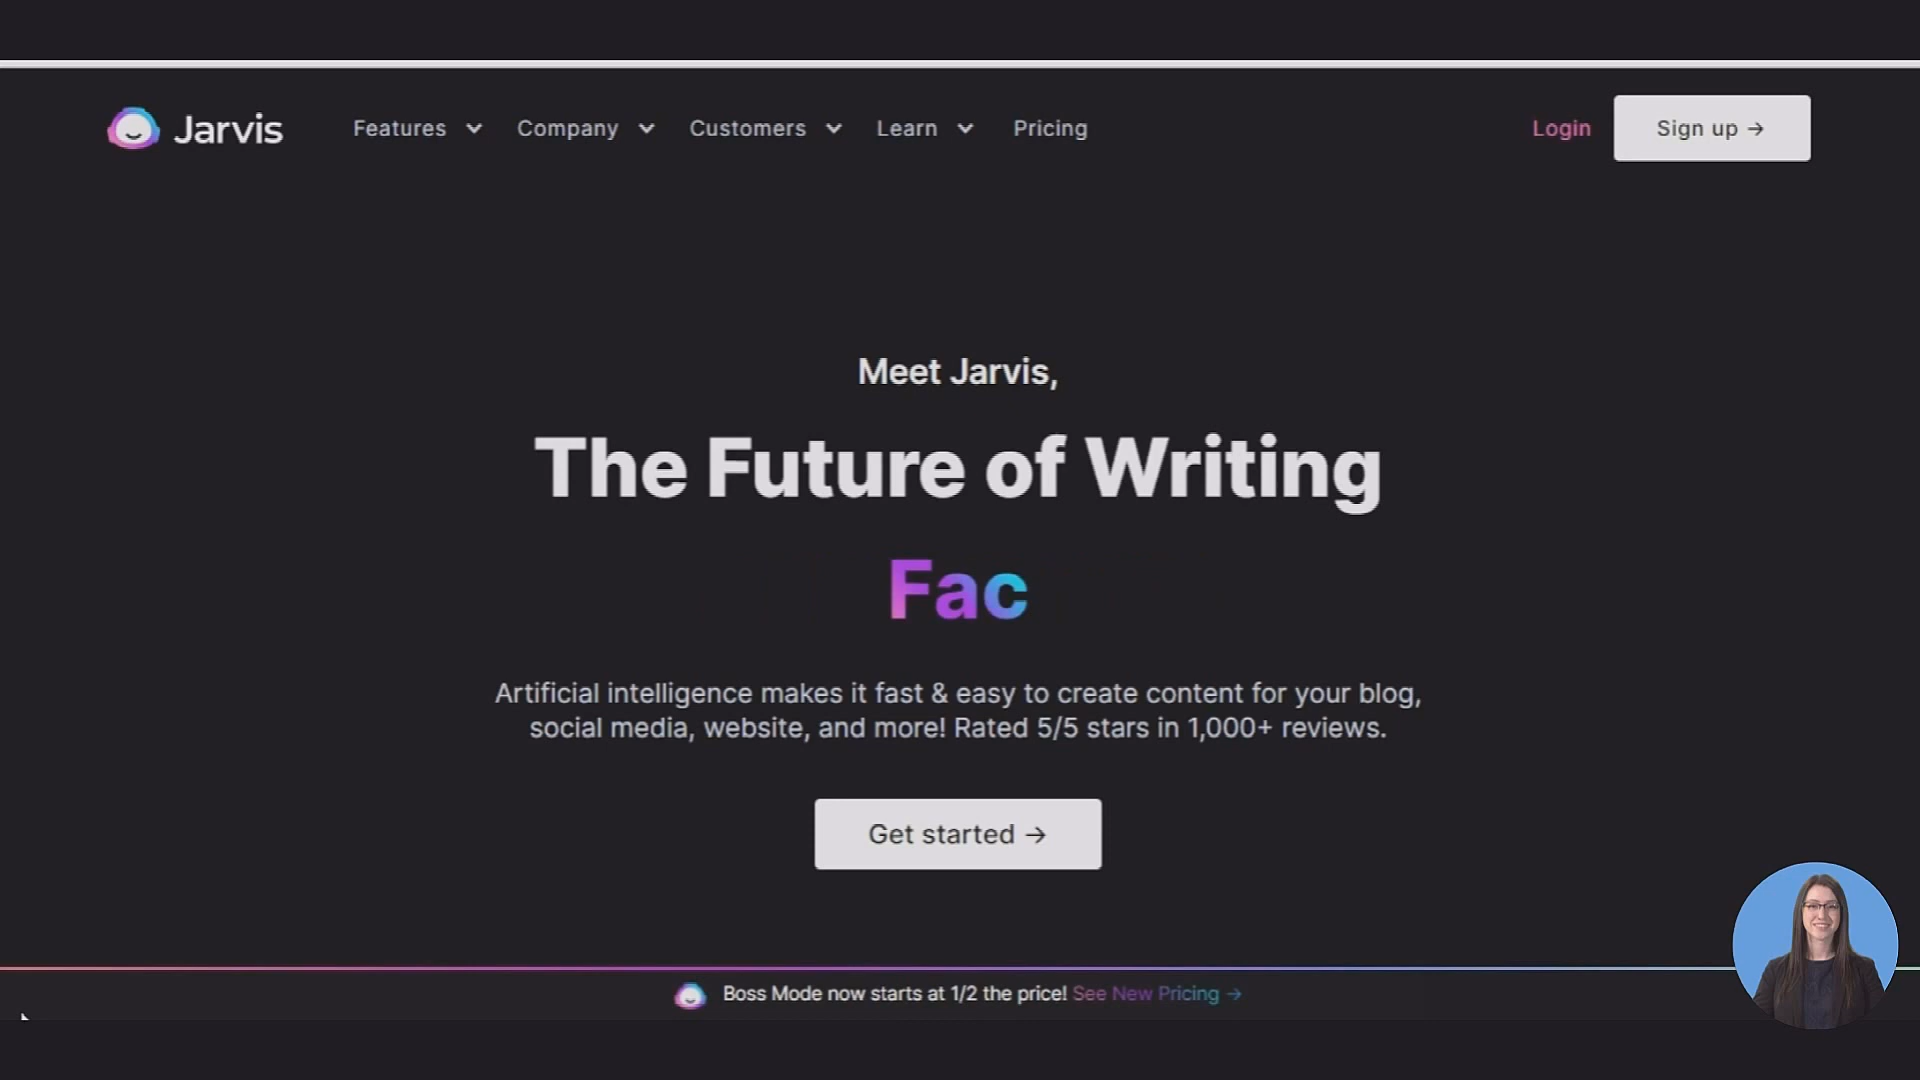 Jarvis
Features
Company
Customers
Learn
Pricing
Login
Sign up →
Meet Jarvis,
The Future of Writing
Fac
Artificial intelligence makes it fast & easy to create content for your blog,
social media, website, and more! Rated 5/5 stars in 1,000+ reviews.
Get started →
Boss Mode now starts at 1/2 the price! See New Pricing →